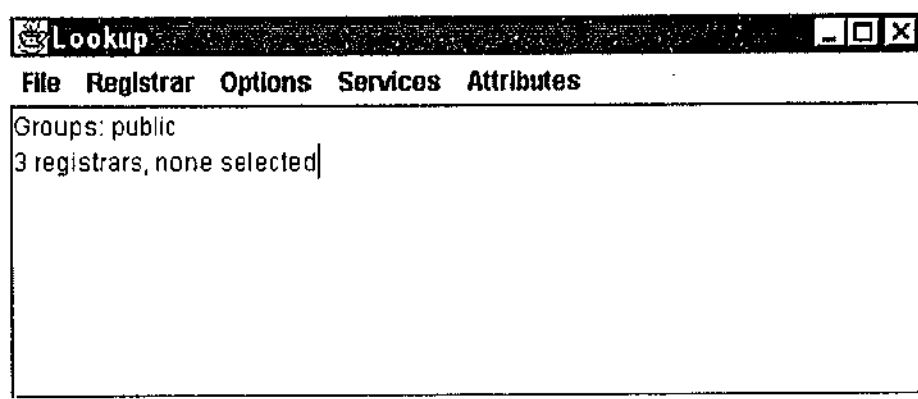 Lookup
File Registrar Options Services Attributes
Groups: public
3 registrars, none selected